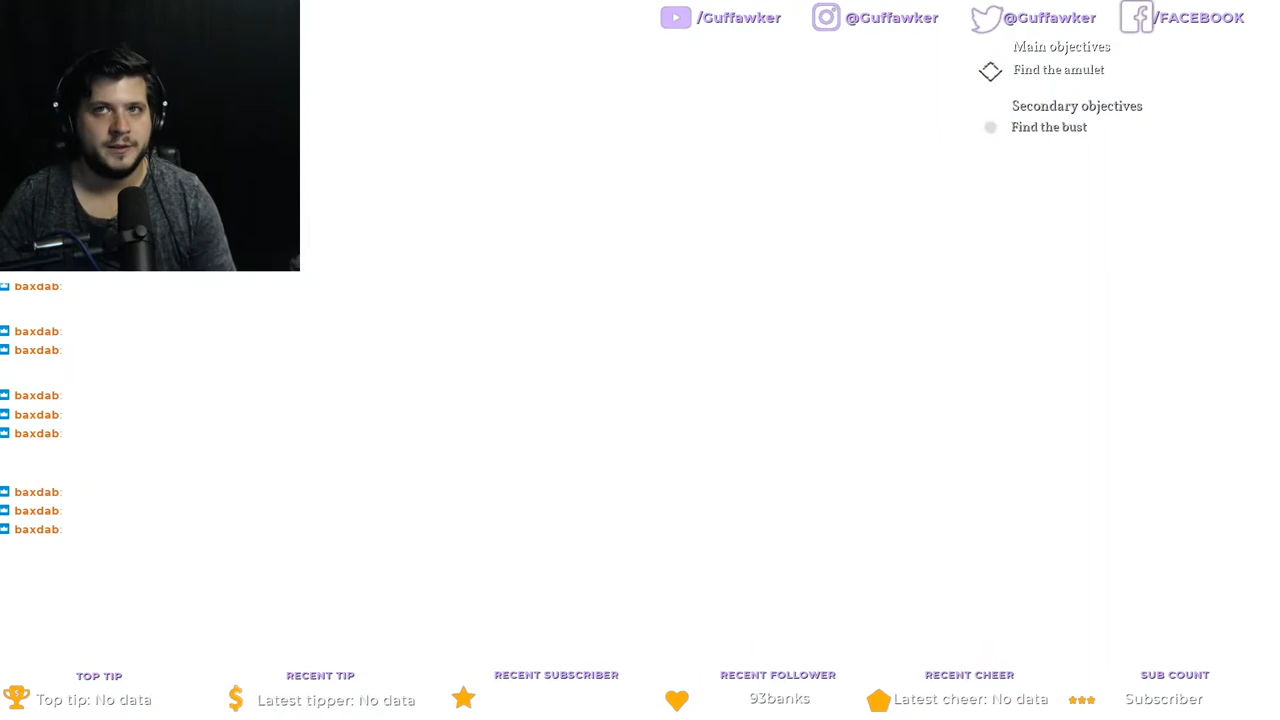 /Guffawker @Guffawker @Guffawker /FACEBOOK
Main objectives
Find the amulet
Secondary objectives
Find the bust
baxdab:
baxdab:
baxdab:
baxdab:
baxdab:
baxdab:
baxdab:
baxdab:
baxdab:
TOP TIP RECENT TIP RECENT SUBSCRIBER RECENT FOLLOWER RECENT CHEER SUB COUNT
Top tip: No data Latest tipper: No data 93banks Latest cheer: No data Subscriber